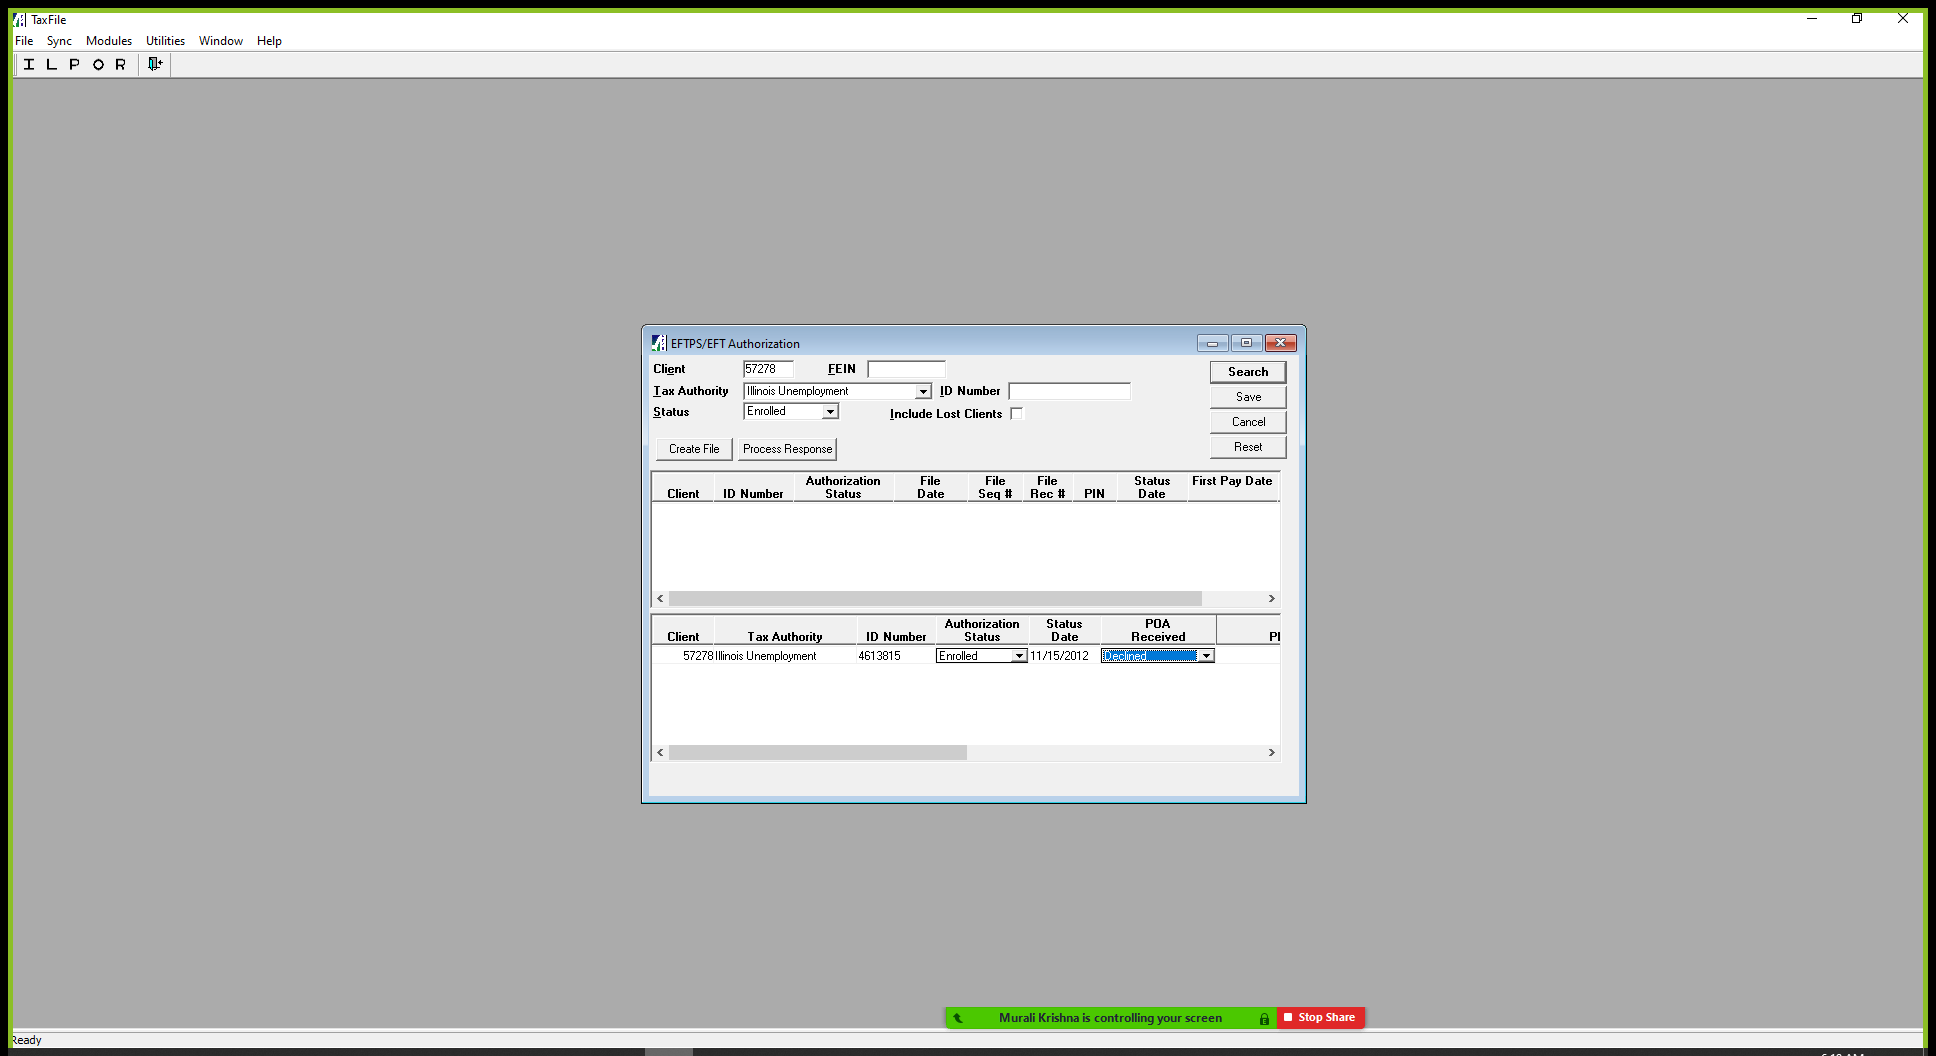 TaxFile
File Sync Modules Utilities Window Help
I L P O R
EFTPS/EFT Authorization
Client 57278 FEIN
Search
Tax Authority Illinois Unemployment ID Number
Save
Status Enrolled Include Lost Clients
Cancel
Create File Process Response
Reset
Client ID Number Authorization Status File Date File Seq # File Rec # PIN Status Date First Pay Date
Client Tax Authority ID Number Authorization Status Status Date POA Received
57278 Illinois Unemployment 4613815 Enrolled 11/15/2012 Declined
Murali Krishna is controlling your screen Stop Share
Ready